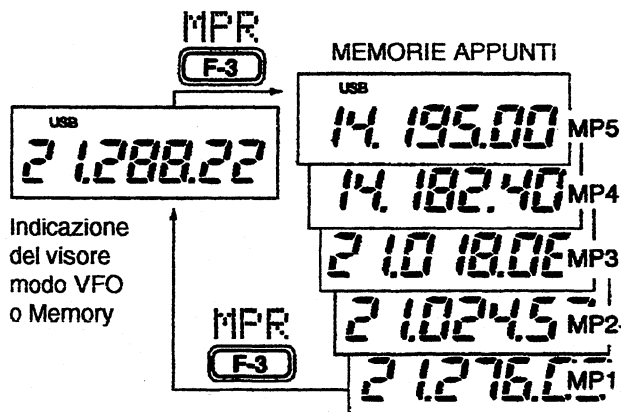 MPR
F-3
MEMORIE APPUNTI
USB
21.288.22
USB
14.195.00 MP5
14.182.40 MP4
MP3
MP2
MP1
Indicazione
del visore
modo VFO
o Memory
MPR
F-3